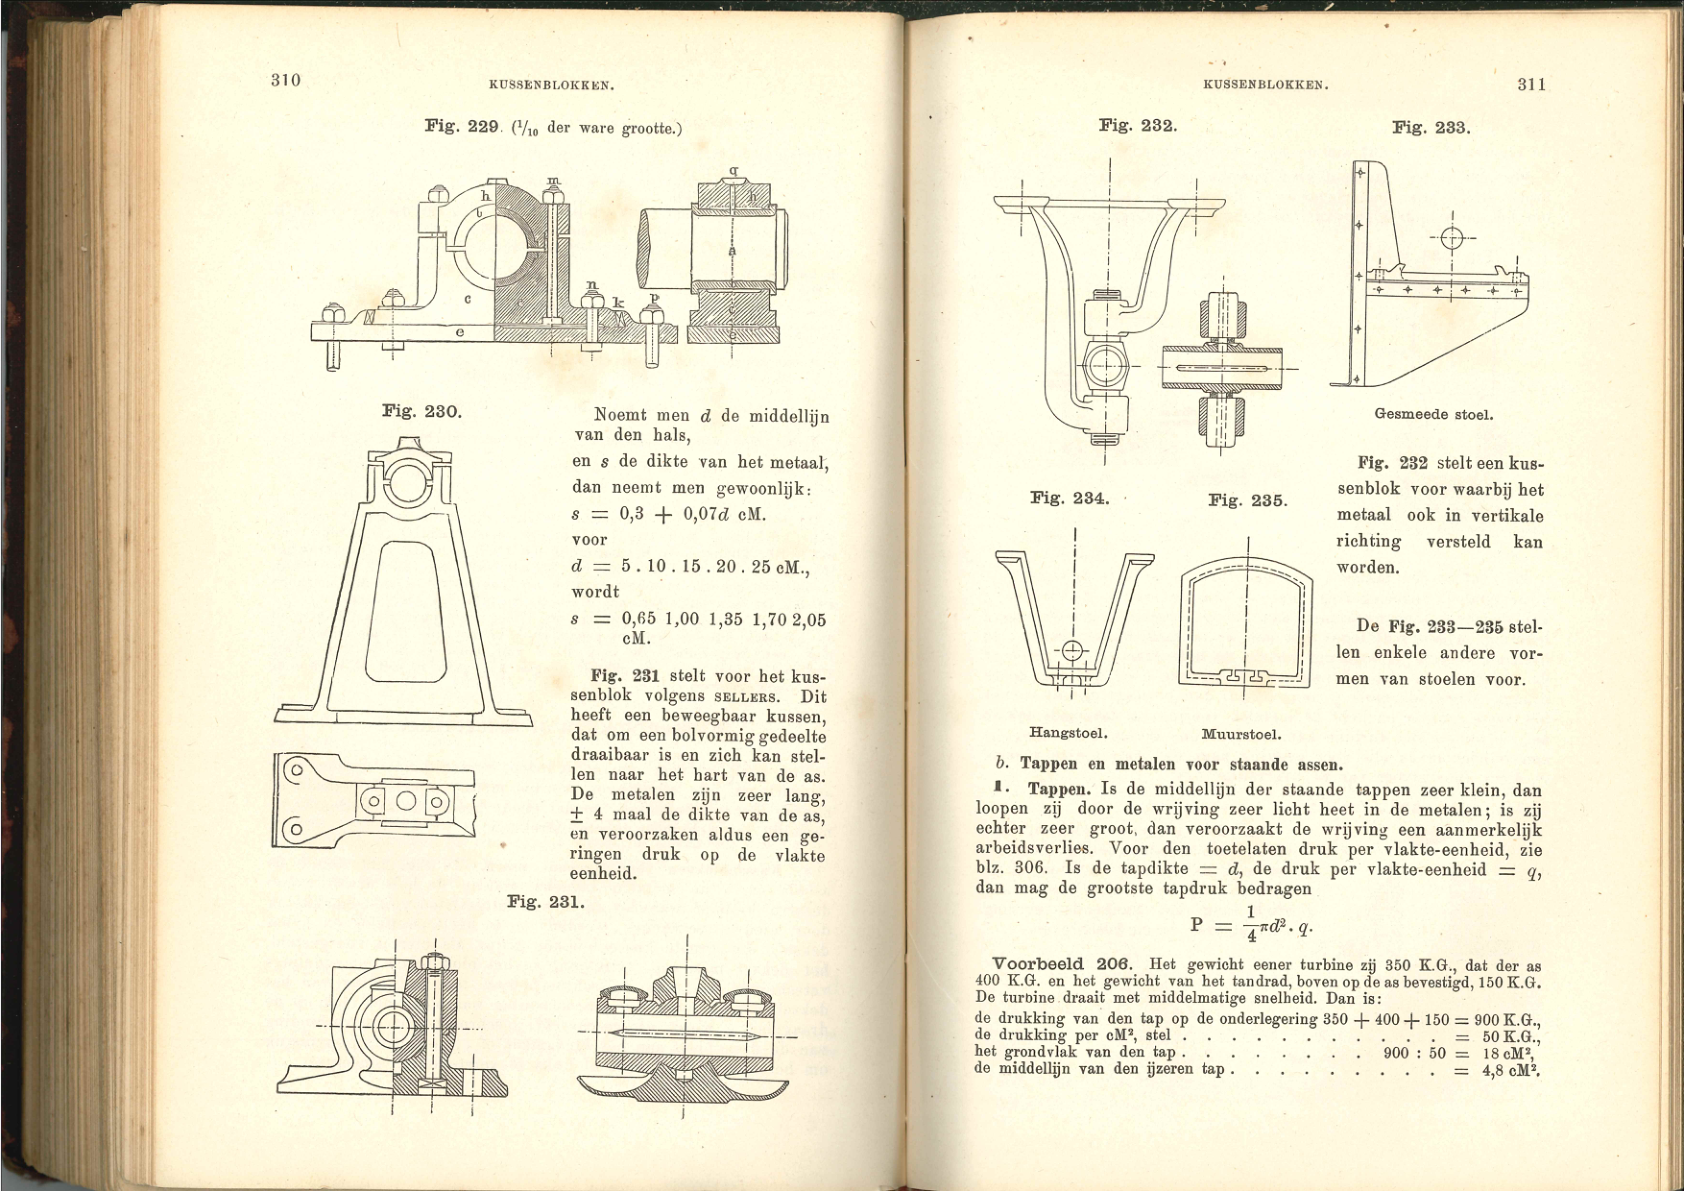 310
KUSSENBLOKKEN.
Fig. 229. (1/10 der ware grootte.)
q
m
h
h
l
A
n
k
p
c
c
c
e
e
Fig. 230.
Noemt men d de middellijn
van den hals,
en s de dikte van het metaal,
dan neemt men gewoonlijk:
s = 0,3 + 0,07d cM.
voor
d = 5 . 10 . 15 . 20 . 25 cM.,
wordt
s = 0,65 1,00 1,35 1,70 2,05
cM.
Fig. 231 stelt voor het kus-
senblok volgens SELLERS. Dit
heeft een beweegbaar kussen,
dat om een bolvormig gedeelte
draaibaar is en zich kan stel-
len naar het hart van de as.
De metalen zijn zeer lang,
± 4 maal de dikte van de as,
en veroorzaken aldus een ge-
ringen druk op de vlakte
eenheid.
Fig. 231.
KUSSENBLOKKEN.
311
Fig. 232.
Fig. 233.
Gesmeede stoel.
Fig. 232 stelt een kus-
senblok voor waarbij het
metaal ook in vertikale
richting versteld kan
worden.
Fig. 234.
Fig. 235.
De Fig. 233—235 stel-
len enkele andere vor-
men van stoelen voor.
Hangstoel.
Muurstoel.
b. Tappen en metalen voor staande assen.
1. Tappen. Is de middellijn der staande tappen zeer klein, dan
loopen zij door de wrijving zeer licht heet in de metalen; is zij
echter zeer groot, dan veroorzaakt de wrijving een aanmerkelijk
arbeidsverlies. Voor den toetelaten druk per vlakte-eenheid, zie
blz. 306. Is de tapdikte = d, de druk per vlakte-eenheid = q,
dan mag de grootste tapdruk bedragen
P = 1/4 πd². q.
Voorbeeld 206. Het gewicht eener turbine zij 350 K.G., dat der as
400 K.G. en het gewicht van het tandrad, boven op de as bevestigd, 150 K.G.
De turbine draait met middelmatige snelheid. Dan is:
de drukking van den tap op de onderlegering 350 + 400 + 150 = 900 K.G.,
de drukking per cM², stel . . . . . . . . . . . = 50 K.G.,
het grondvlak van den tap . . . . . . . . 900 : 50 = 18 cM²,
de middellijn van den ijzeren tap . . . . . . . . . = 4,8 cM².